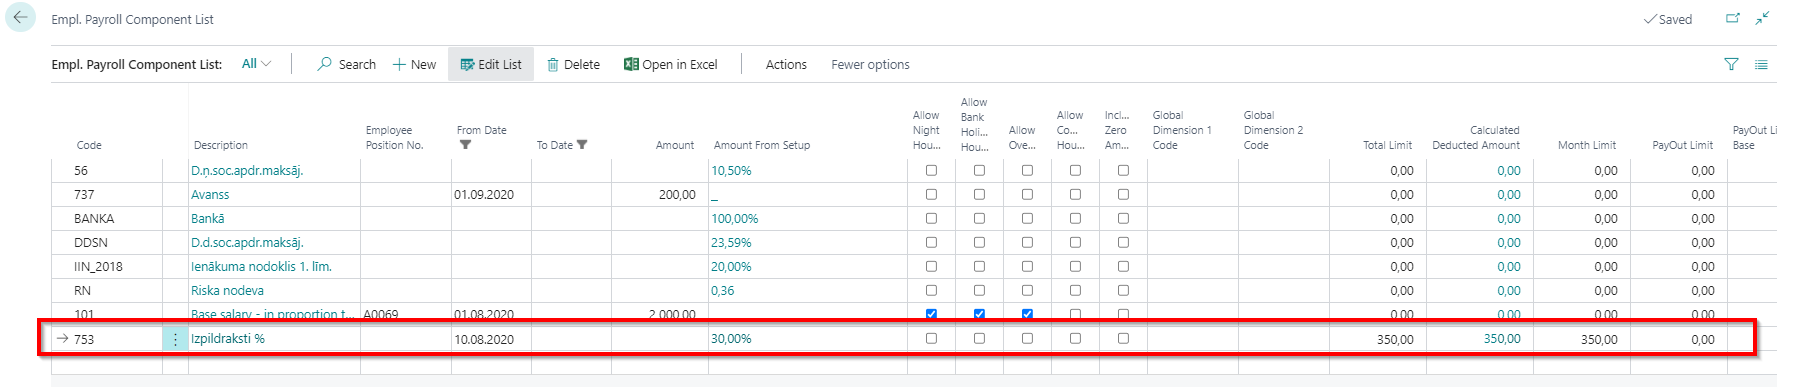 Empl. Payroll Component List
Saved
Empl. Payroll Component List: All Search New Edit List Delete Open in Excel Actions Fewer options
Code Description Employee Position No. From Date To Date Amount Amount From Setup Allow Night Hou... Allow Bank Holi... Hou... Allow Ove... Allow Co... Hou... Incl... Zero Am... Global Dimension 1 Code Global Dimension 2 Code Total Limit Calculated Deducted Amount Month Limit PayOut Limit PayOut Li Base
56 D.ņ.soc.apdr.maksāj. 10,50% 0,00 0,00 0,00 0,00
737 Avanss 01.09.2020 200,00 _ 0,00 0,00 0,00 0,00
BANKA Bankā 100,00% 0,00 0,00 0,00 0,00
DDSN D.d.soc.apdr.maksāj. 23,59% 0,00 0,00 0,00 0,00
IIN_2018 Ienākuma nodoklis 1. līm. 20,00% 0,00 0,00 0,00 0,00
RN Riska nodeva 0,36 0,00 0,00 0,00 0,00
101 Base salary - in proportion t... A0069 01.08.2020 2 000,00 0,00 0,00 0,00 0,00
753 Izpildraksti % 10.08.2020 30,00% 350,00 350,00 350,00 0,00